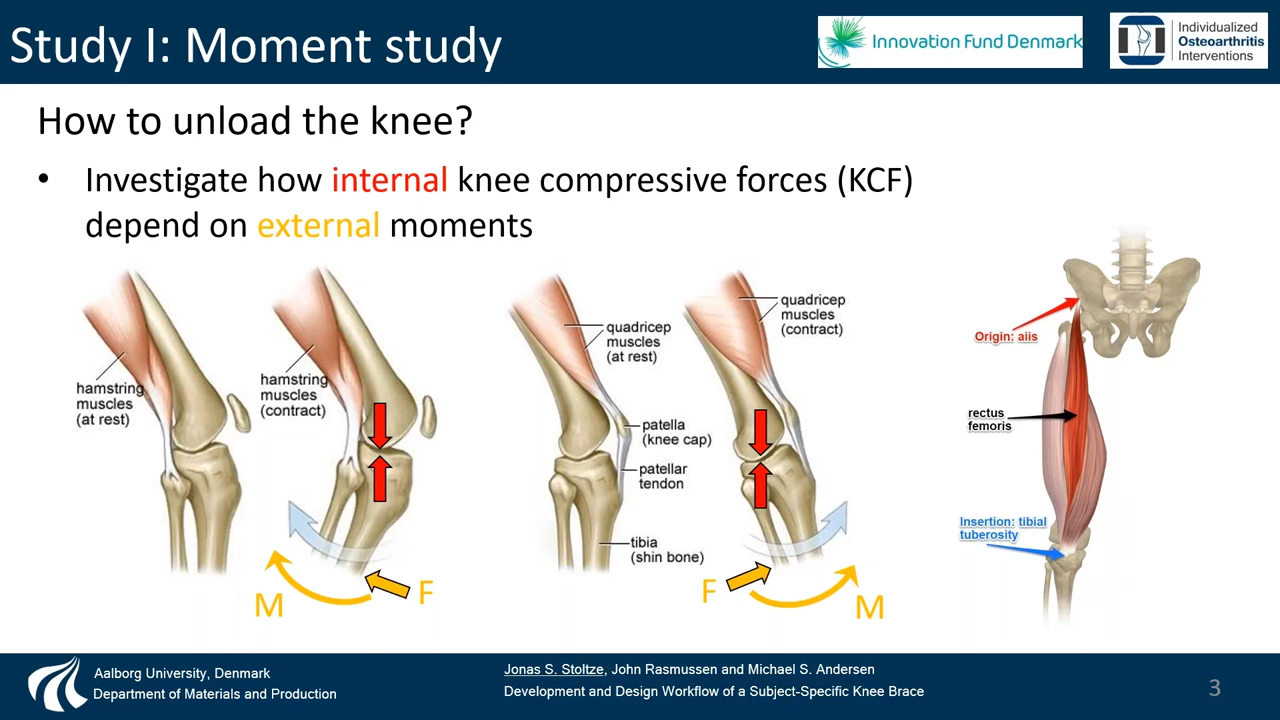 Study I: Moment study
Innovation Fund Denmark
Individualized
Osteoarthritis
Interventions
How to unload the knee?
• Investigate how internal knee compressive forces (KCF)
depend on external moments
hamstring
muscles
(at rest)
hamstring
muscles
(contract)
M
F
quadricep
muscles
(at rest)
patella
(knee cap)
patellar
tendon
tibia
(shin bone)
quadricep
muscles
(contract)
F
M
Origin: aiis
rectus
femoris
Insertion: tibial
tuberosity
Aalborg University, Denmark
Department of Materials and Production
Jonas S. Stoltze, John Rasmussen and Michael S. Andersen
Development and Design Workflow of a Subject-Specific Knee Brace
3